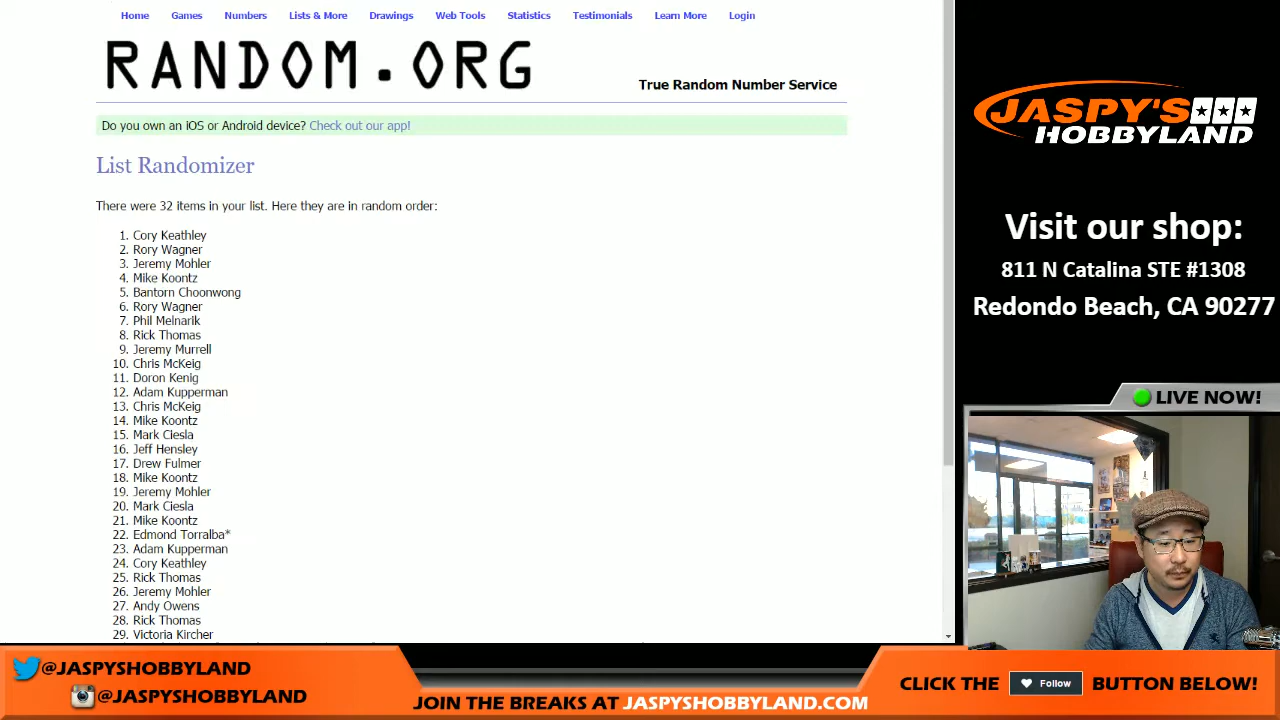 Home Games Numbers Lists & More Drawings Web Tools Statistics Testimonials Learn More Login
RANDOM.ORG
True Random Number Service
Do you own an iOS or Android device? Check out our app!
List Randomizer
There were 32 items in your list. Here they are in random order:
1. Cory Keathley
2. Rory Wagner
3. Jeremy Mohler
4. Mike Koontz
5. Bantorn Choonwong
6. Rory Wagner
7. Phil Melnarik
8. Rick Thomas
9. Jeremy Murrell
10. Chris McKeig
11. Doron Kenig
12. Adam Kupperman
13. Chris McKeig
14. Mike Koontz
15. Mark Ciesla
16. Jeff Hensley
17. Drew Fulmer
18. Mike Koontz
19. Jeremy Mohler
20. Mark Ciesla
21. Mike Koontz
22. Edmond Torralba*
23. Adam Kupperman
24. Cory Keathley
25. Rick Thomas
26. Jeremy Mohler
27. Andy Owens
28. Rick Thomas
29. Victoria Kircher
JASPY'S
HOBBYLAND
Visit our shop:
811 N Catalina STE #1308
Redondo Beach, CA 90277
LIVE NOW!
@JASPYSHOBBYLAND
@JASPYSHOBBYLAND
JOIN THE BREAKS AT JASPYSHOBBYLAND.COM
CLICK THE Follow BUTTON BELOW!